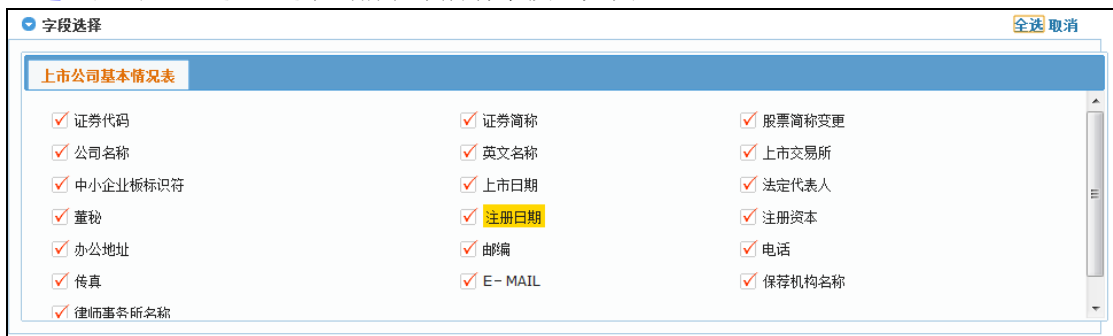 字段选择 全选 取消
上市公司基本情况表
证券代码 证券简称 股票简称变更
公司名称 英文名称 上市交易所
中小企业板标识符 上市日期 法定代表人
董秘 注册日期 注册资本
办公地址 邮编 电话
传真 E-MAIL 保荐机构名称
律师事务所名称